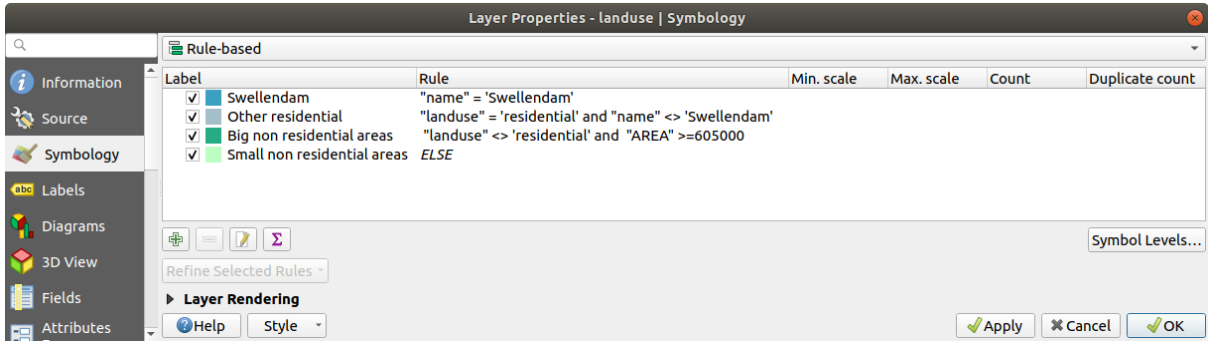 Layer Properties - landuse | Symbology
Information
Source
Symbology
abc Labels
Diagrams
3D View
Fields
Attributes
Rule-based
Label Rule Min. scale Max. scale Count Duplicate count
Swellendam "name" = 'Swellendam'
Other residential "landuse" = 'residential' and "name" <> 'Swellendam'
Big non residential areas "landuse" <> 'residential' and "AREA" >=605000
Small non residential areas ELSE
Σ
Symbol Levels...
Refine Selected Rules
Layer Rendering
Help Style Apply Cancel OK